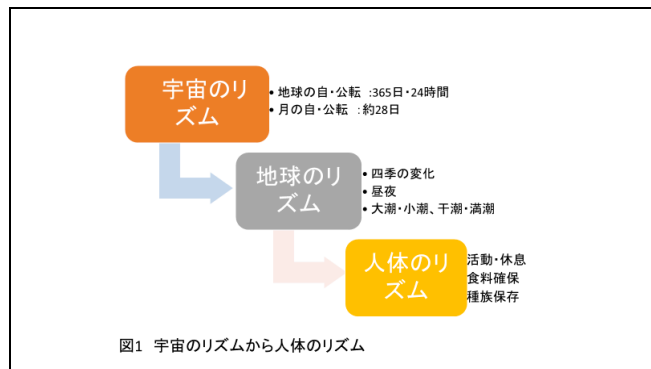 宇宙のリ
ズム
• 地球の自・公転 :365日・24時間
• 月の自・公転 :約28日
地球のリ
ズム
• 四季の変化
• 昼夜
• 大潮・小潮、干潮・満潮
人体のリ
ズム
活動・休息
食料確保
種族保存
図1 宇宙のリズムから人体のリズム